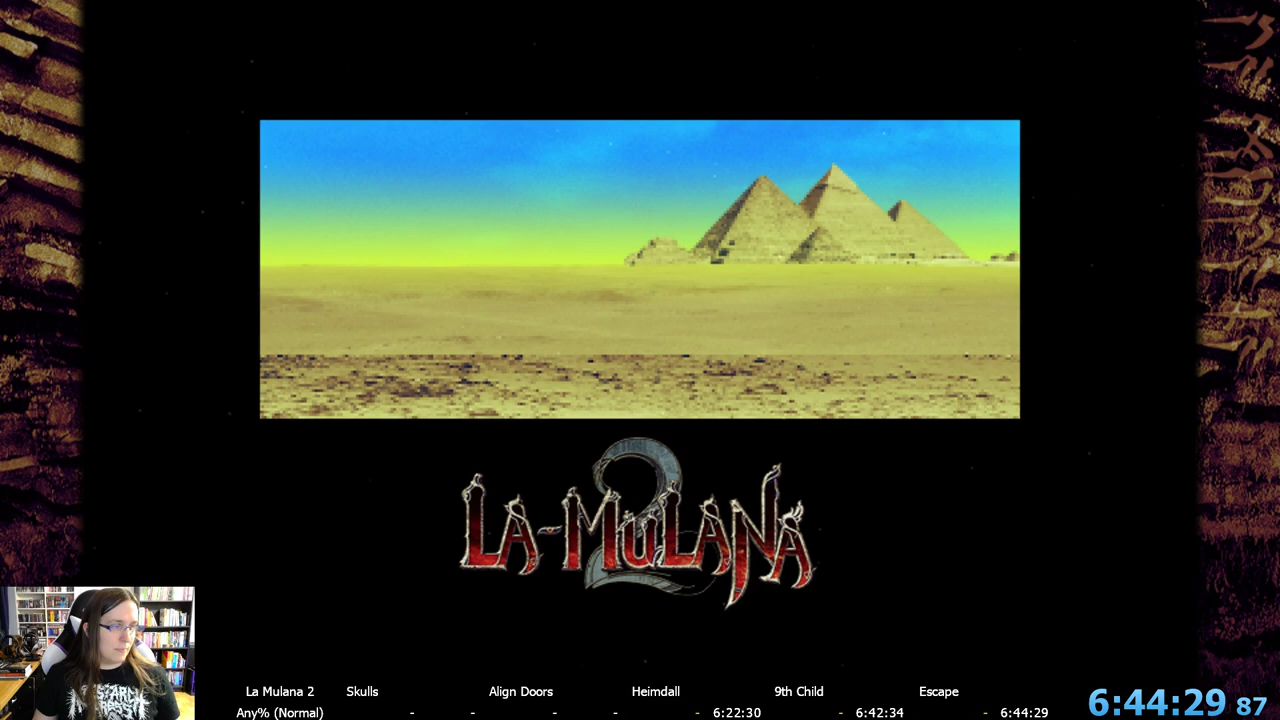 LA-MULANA
2
La Mulana 2 Skulls Align Doors Heimdall 9th Child Escape
Any% (Normal) - - - - - 6:22:30 - 6:42:34 - 6:44:29
6:44:29 87